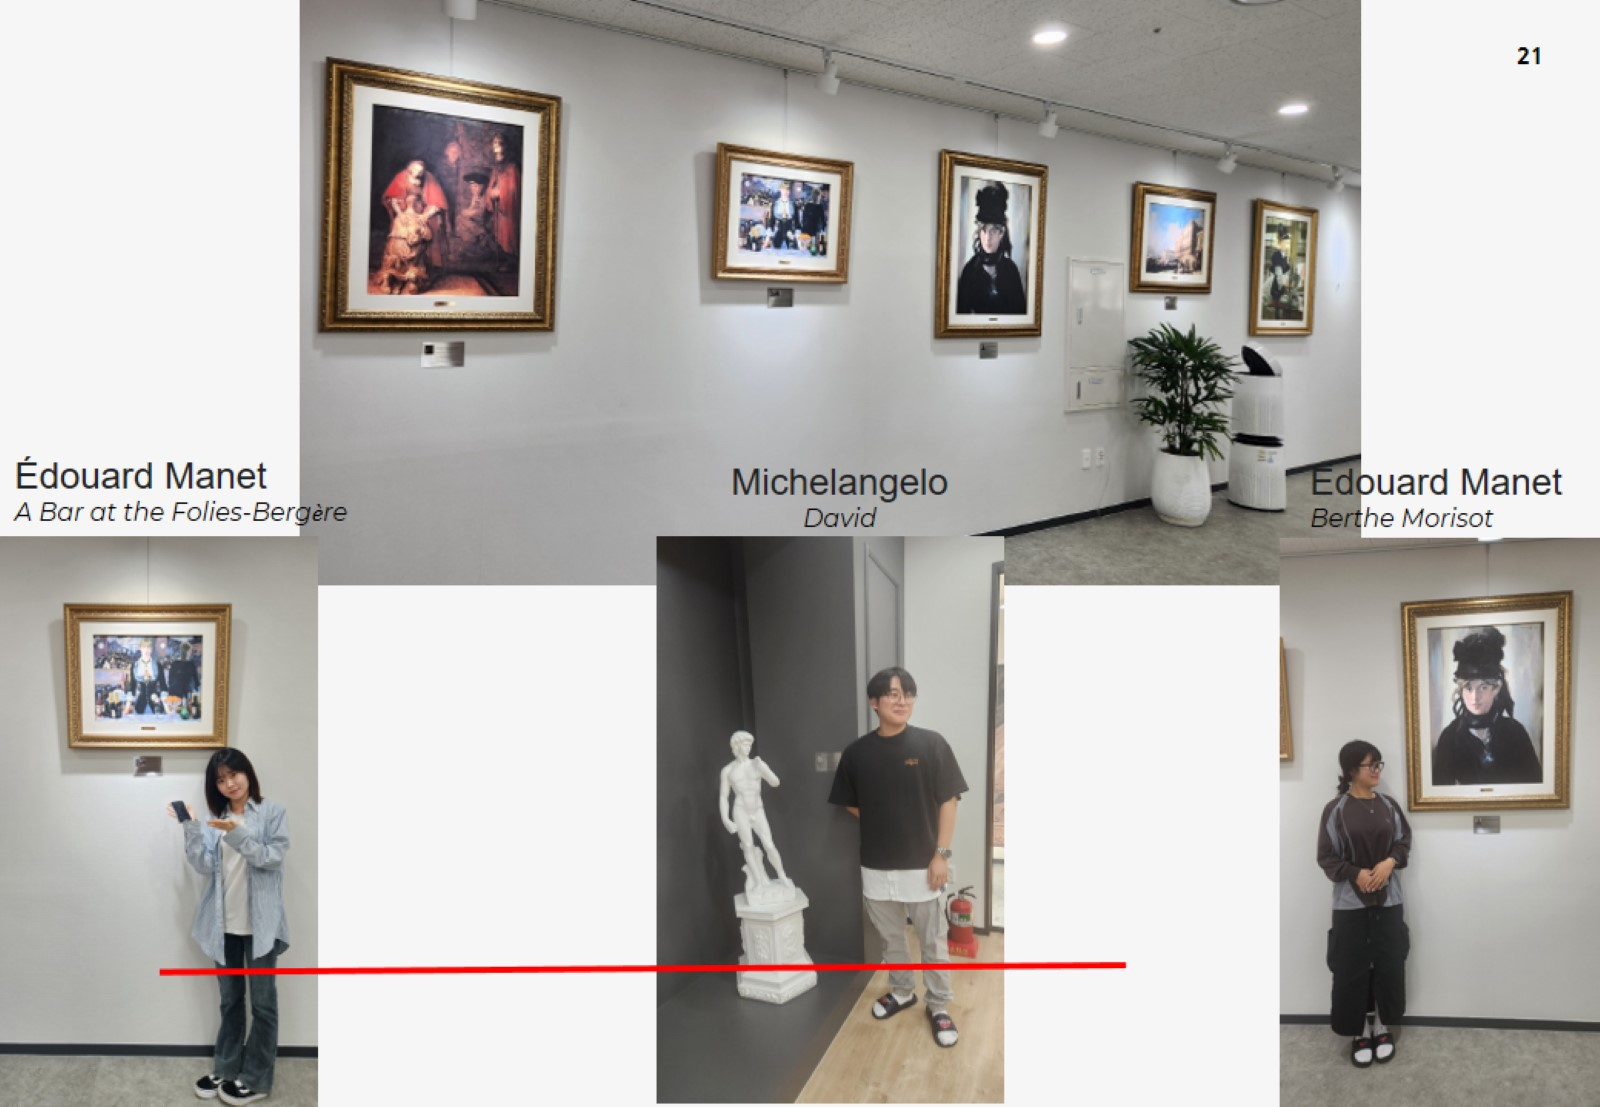 21
Édouard Manet
A Bar at the Folies-Bergère
Michelangelo
David
Edouard Manet
Berthe Morisot